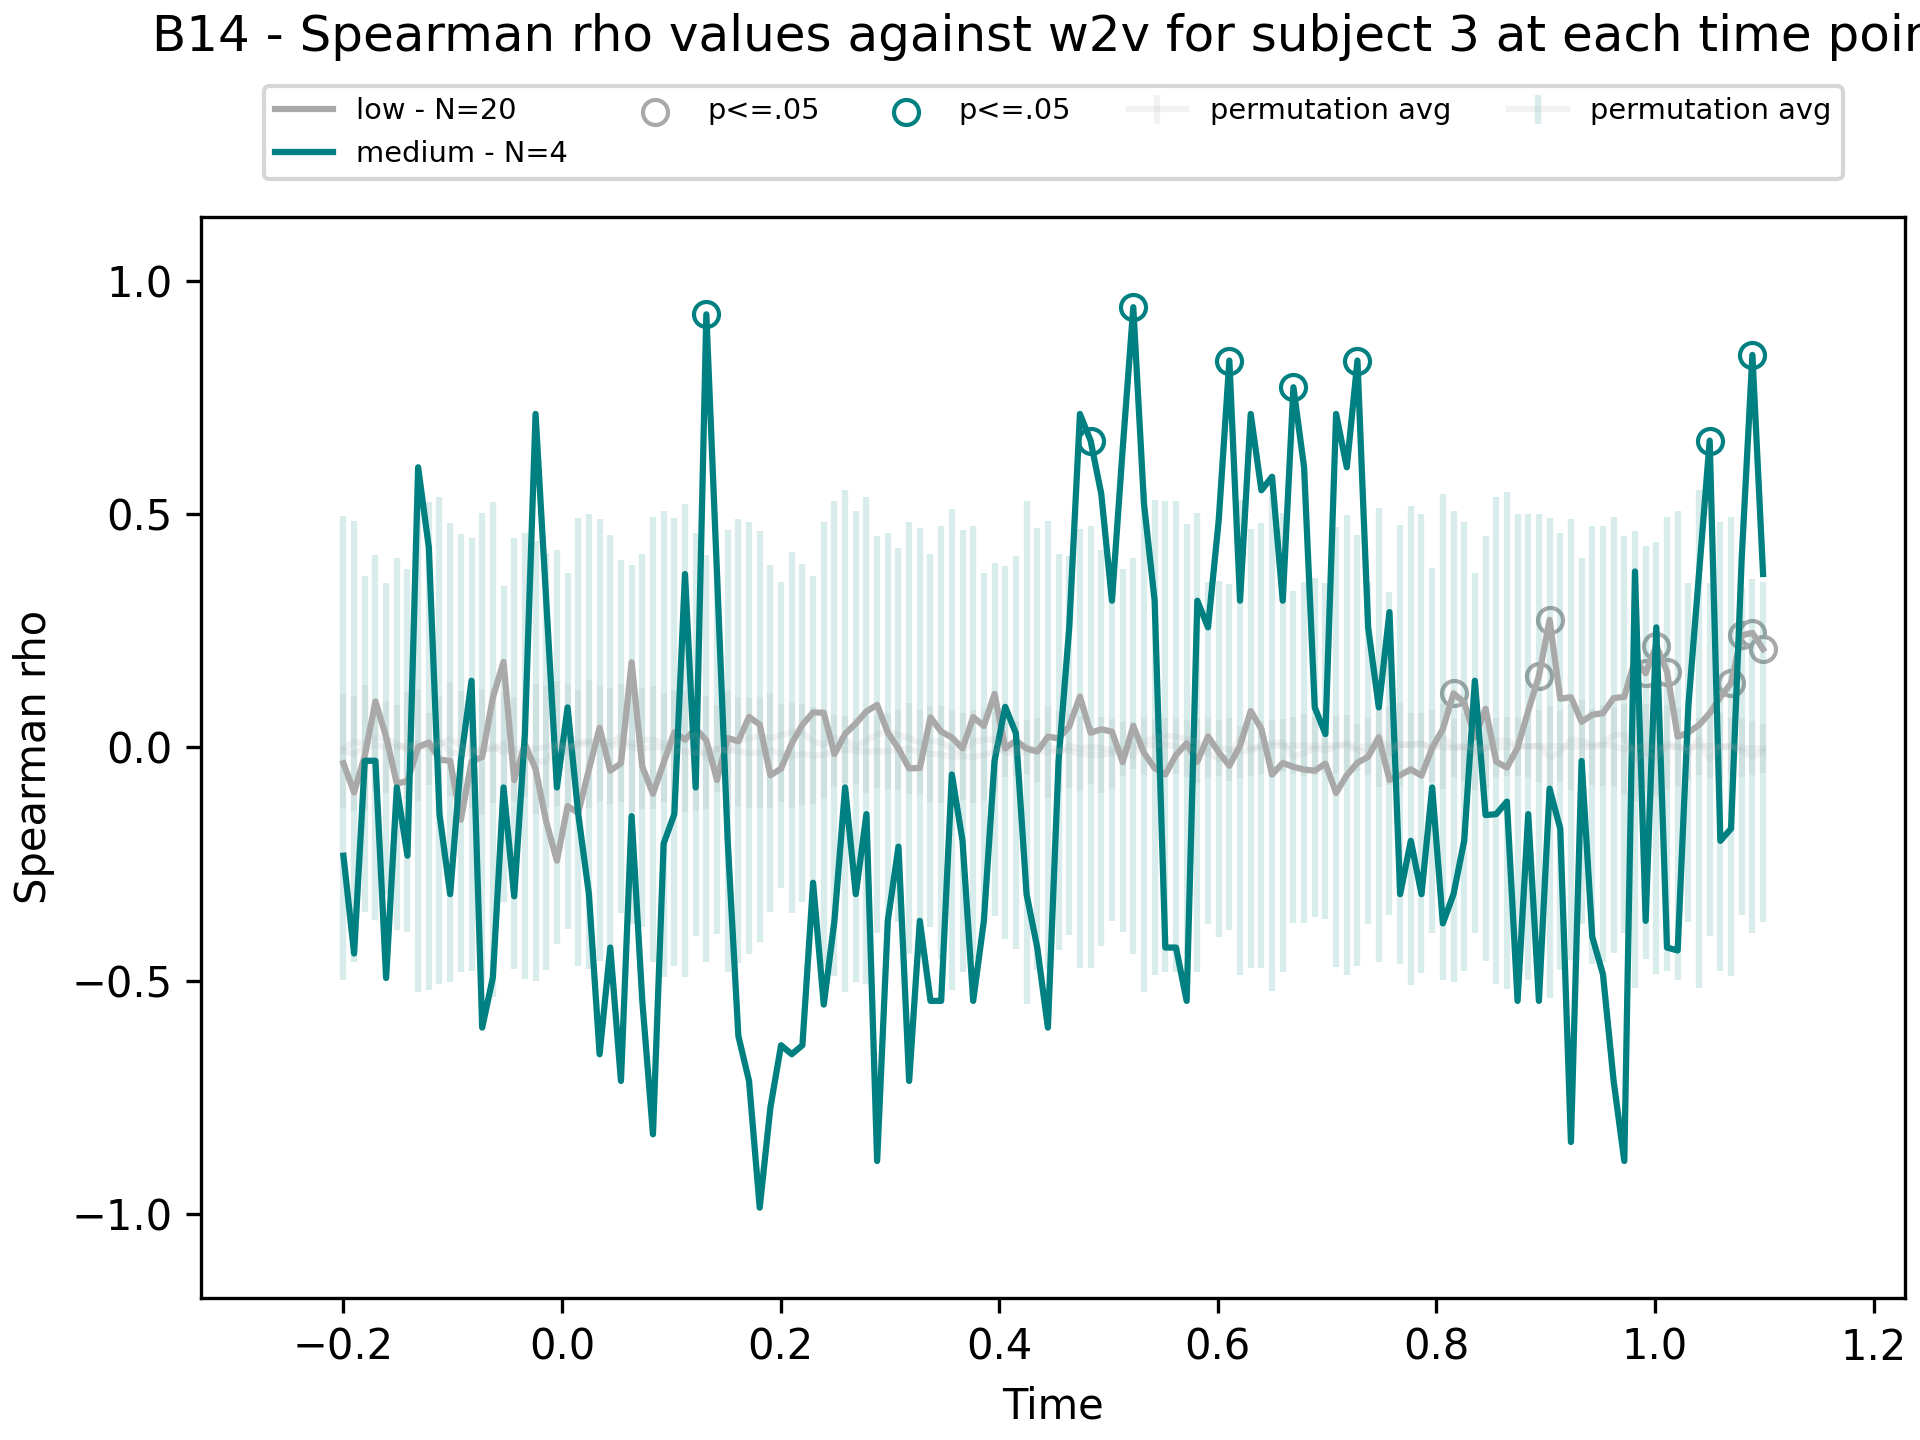 B14 - Spearman rho values against w2v for subject 3 at each time poin
low - N=20 p<=.05 p<=.05 permutation avg permutation avg
medium - N=4
1.0
0.5
0.0
−0.5
−1.0
Spearman rho
−0.2 0.0 0.2 0.4 0.6 0.8 1.0 1.2
Time